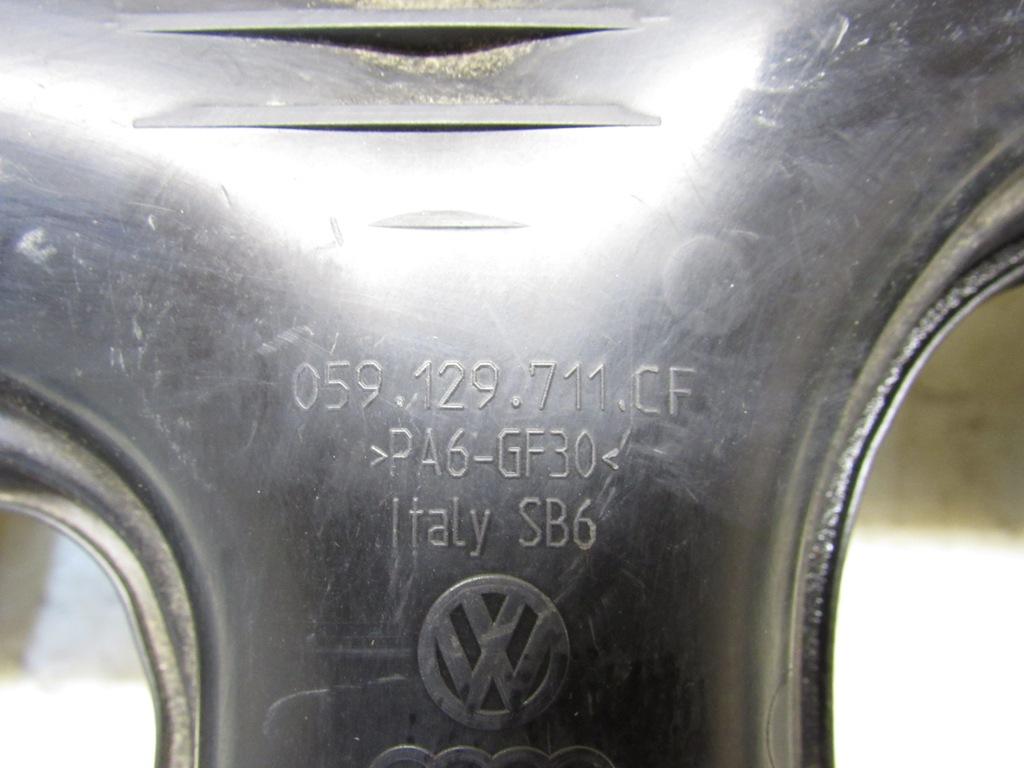 059.129.711.CF
>PA6-GF30<
Italy SB6